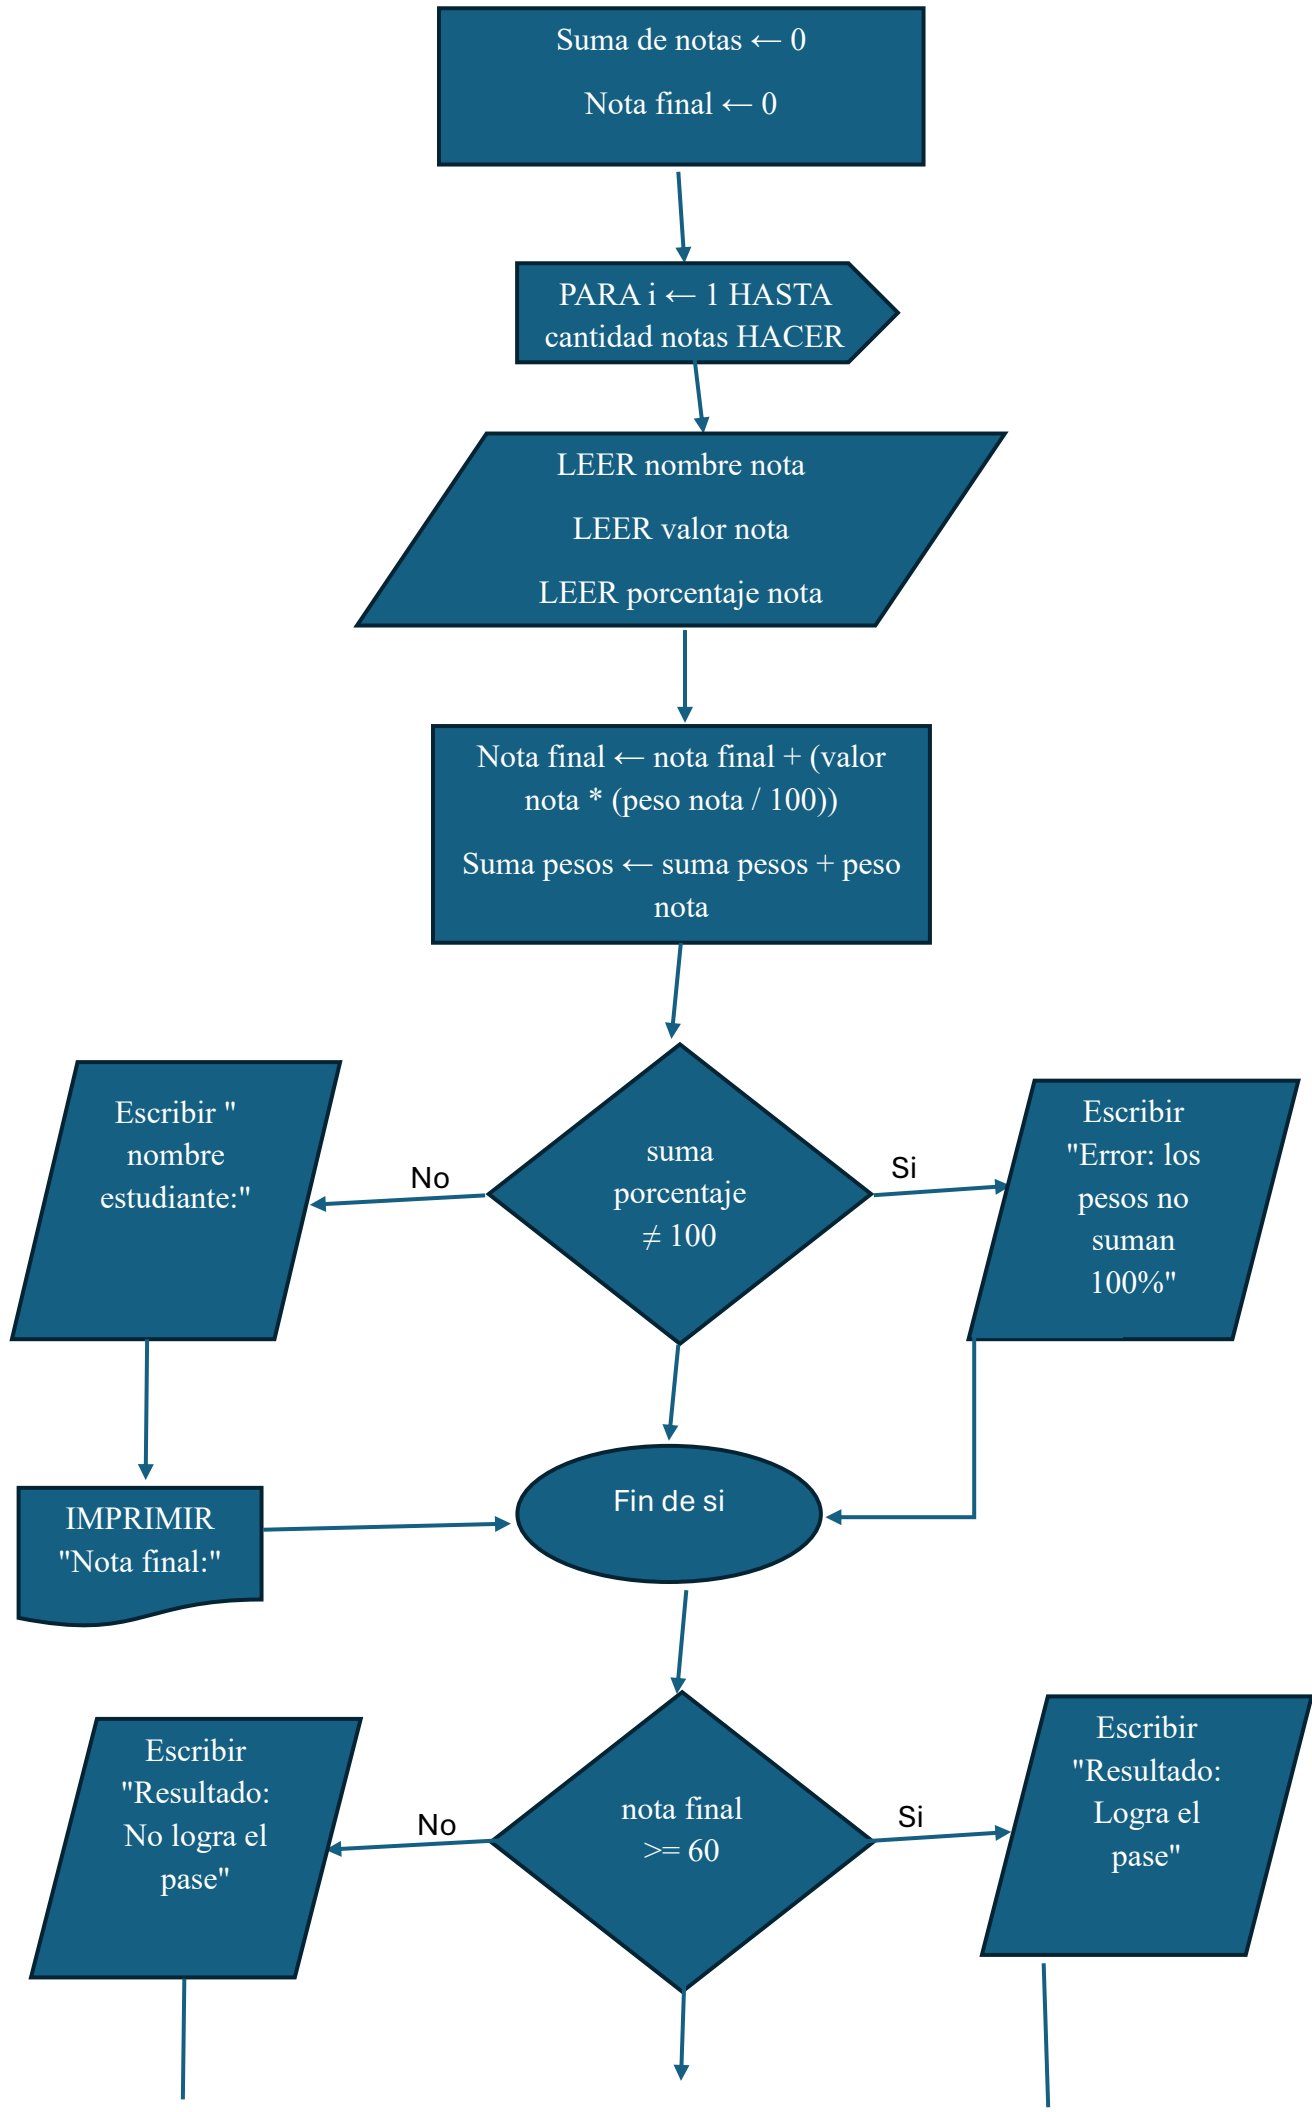 Suma de notas ← 0
Nota final ← 0
PARA i ← 1 HASTA
cantidad notas HACER
LEER nombre nota
LEER valor nota
LEER porcentaje nota
Nota final ← nota final + (valor
nota * (peso nota / 100))
Suma pesos ← suma pesos + peso
nota
Escribir "
nombre
estudiante:"
No
suma
porcentaje
≠ 100
Si
Escribir
"Error: los
pesos no
suman
100%"
IMPRIMIR
"Nota final:"
Fin de si
Escribir
"Resultado:
No logra el
pase"
No
nota final
>= 60
Si
Escribir
"Resultado:
Logra el
pase"